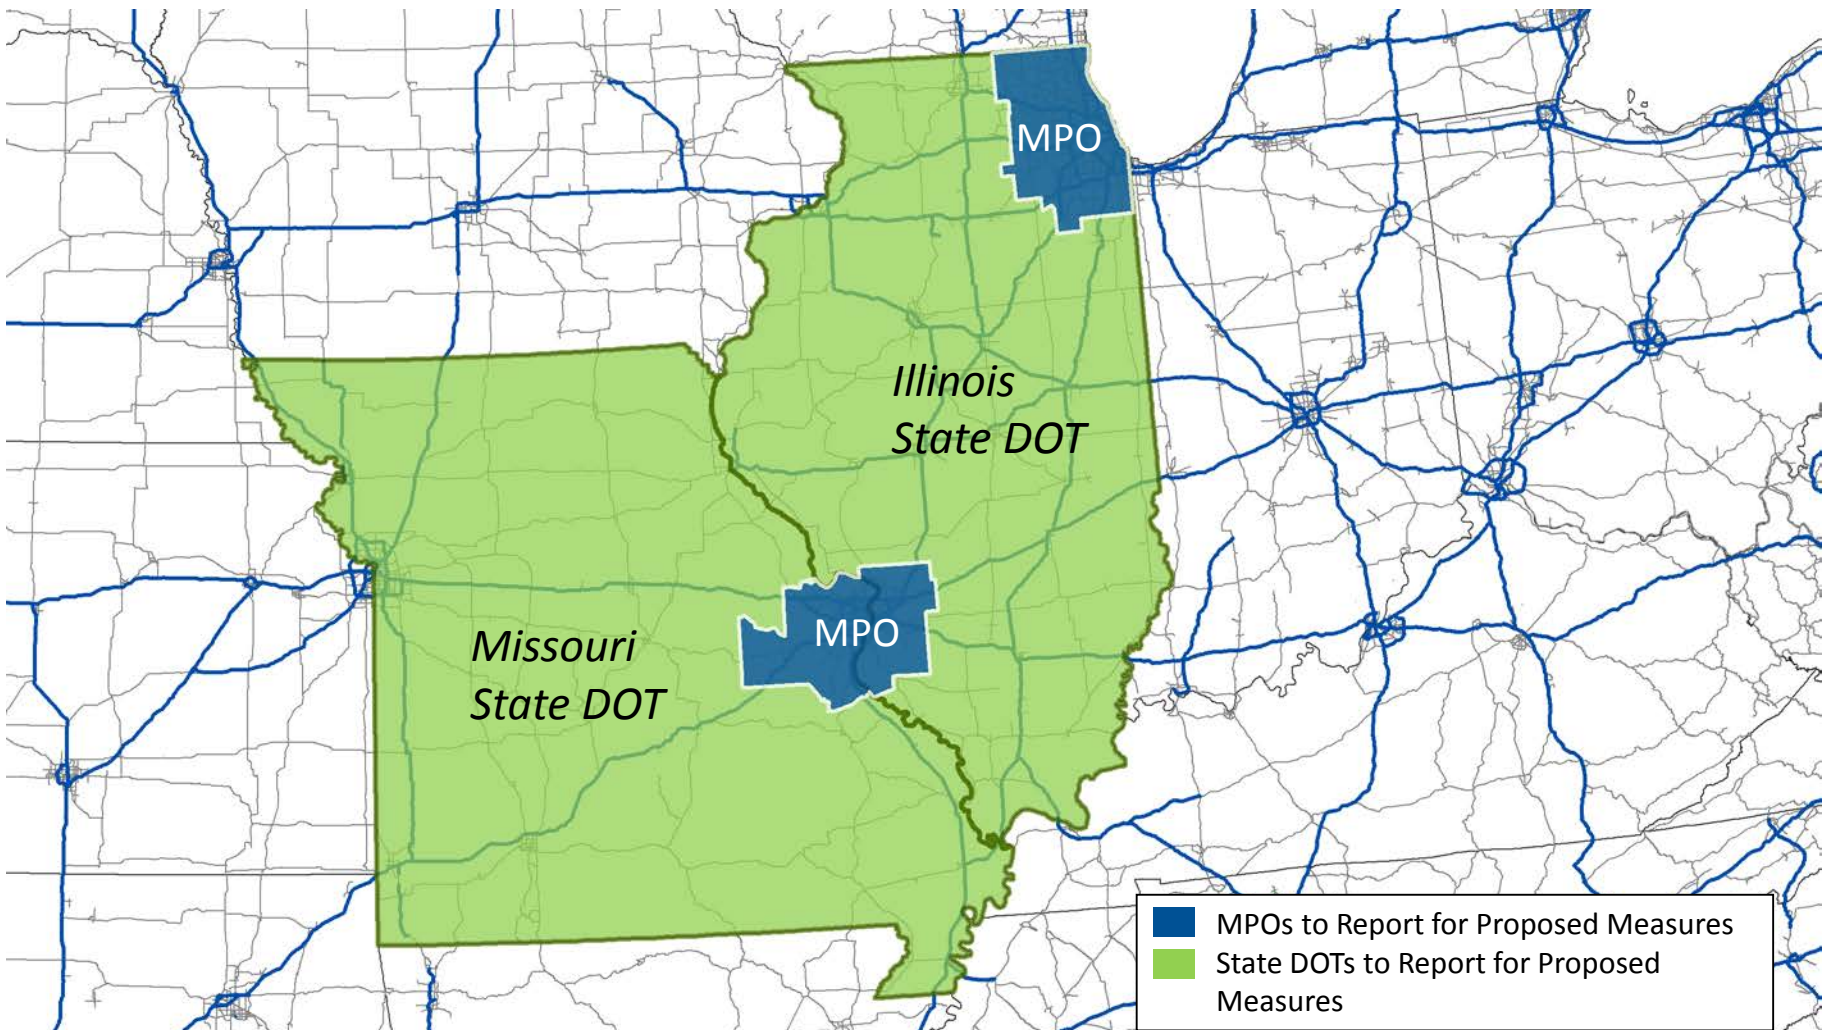 MPO
Illinois
State DOT
MPO
Missouri
State DOT
MPOs to Report for Proposed Measures
State DOTs to Report for Proposed
Measures